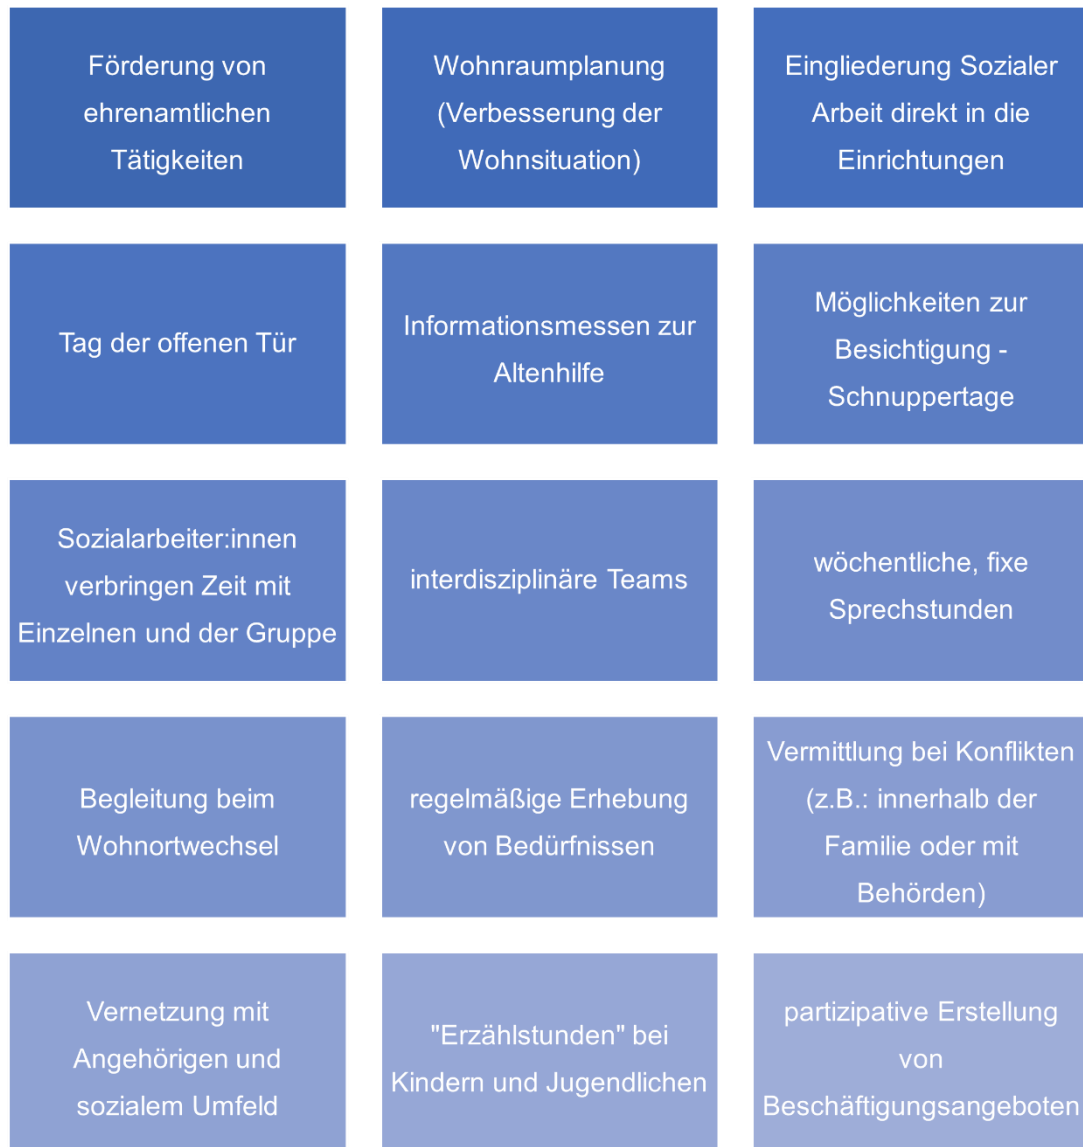 Förderung von
ehrenamtlichen
Tätigkeiten
Wohnraumplanung
(Verbesserung der
Wohnsituation)
Eingliederung Sozialer
Arbeit direkt in die
Einrichtungen
Tag der offenen Tür
Informationsmessen zur
Altenhilfe
Möglichkeiten zur
Besichtigung -
Schnuppertage
Sozialarbeiter:innen
verbringen Zeit mit
Einzelnen und der Gruppe
interdisziplinäre Teams
wöchentliche, fixe
Sprechstunden
Begleitung beim
Wohnortwechsel
regelmäßige Erhebung
von Bedürfnissen
Vermittlung bei Konflikten
(z.B.: innerhalb der
Familie oder mit
Behörden)
Vernetzung mit
Angehörigen und
sozialem Umfeld
"Erzählstunden" bei
Kindern und Jugendlichen
partizipative Erstellung
von
Beschäftigungsangeboten